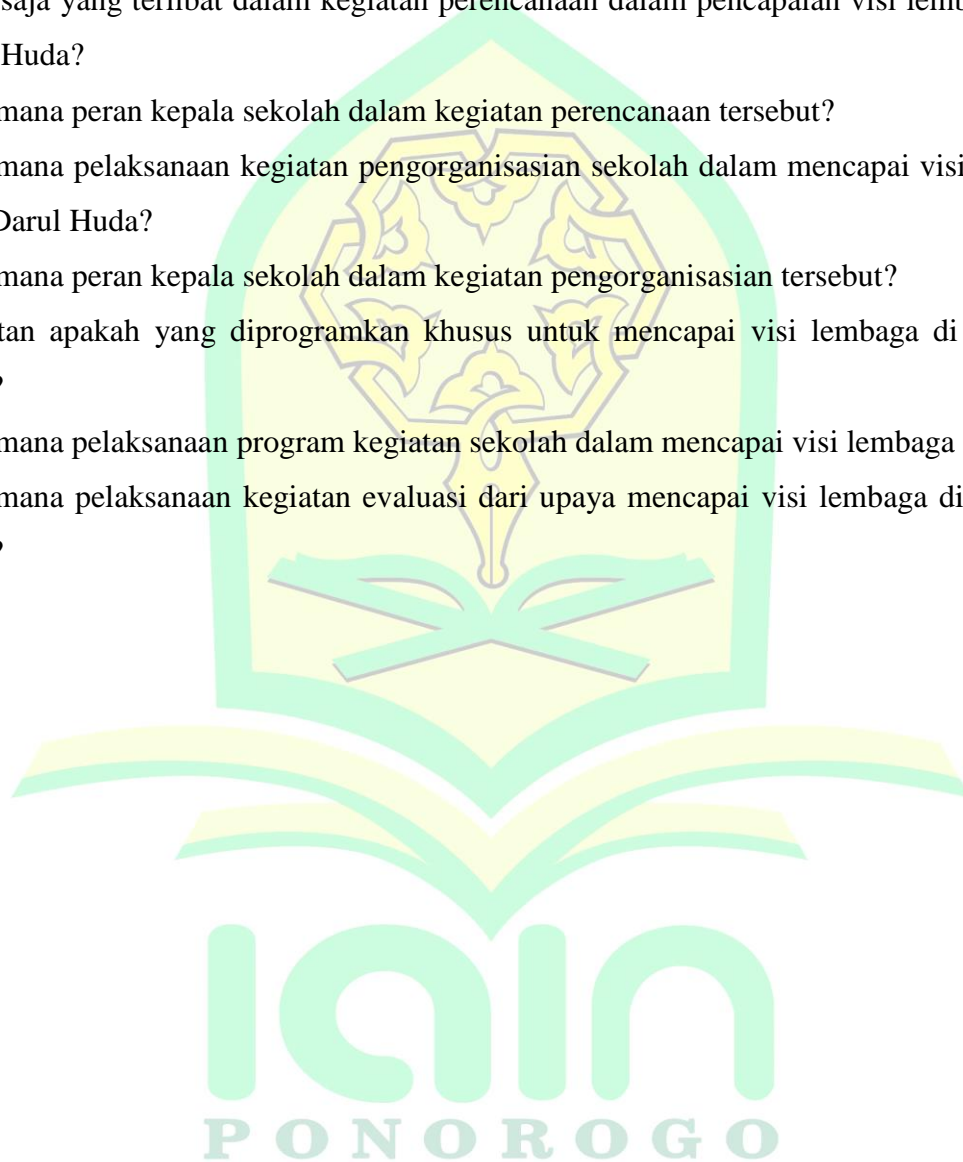 saja yang terlibat dalam kegiatan perencanaan dalam pencapaian visi lemb
Huda?
mana peran kepala sekolah dalam kegiatan perencanaan tersebut?
mana pelaksanaan kegiatan pengorganisasian sekolah dalam mencapai visi
Darul Huda?
mana peran kepala sekolah dalam kegiatan pengorganisasian tersebut?
tan apakah yang diprogramkan khusus untuk mencapai visi lembaga di
?
mana pelaksanaan program kegiatan sekolah dalam mencapai visi lembaga
mana pelaksanaan kegiatan evaluasi dari upaya mencapai visi lembaga di
?
iain
PONOROGO